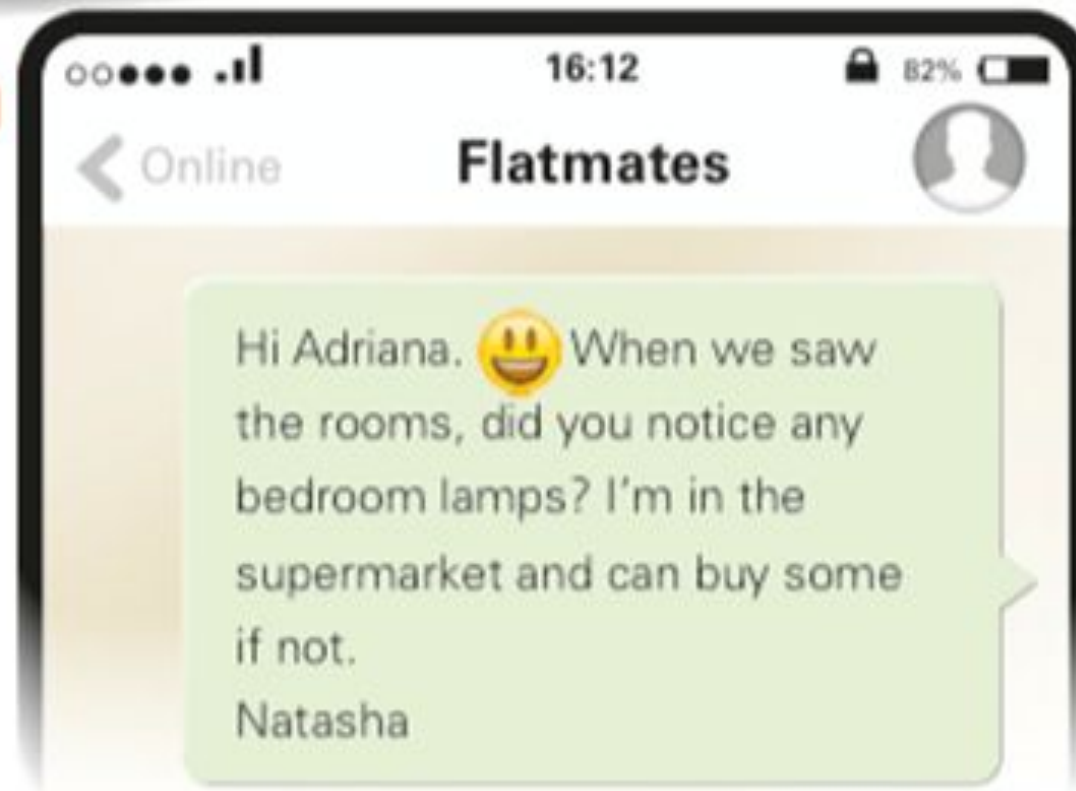 16:12 82%
Online Flatmates
Hi Adriana. 😃 When we saw
the rooms, did you notice any
bedroom lamps? I'm in the
supermarket and can buy some
if not.
Natasha